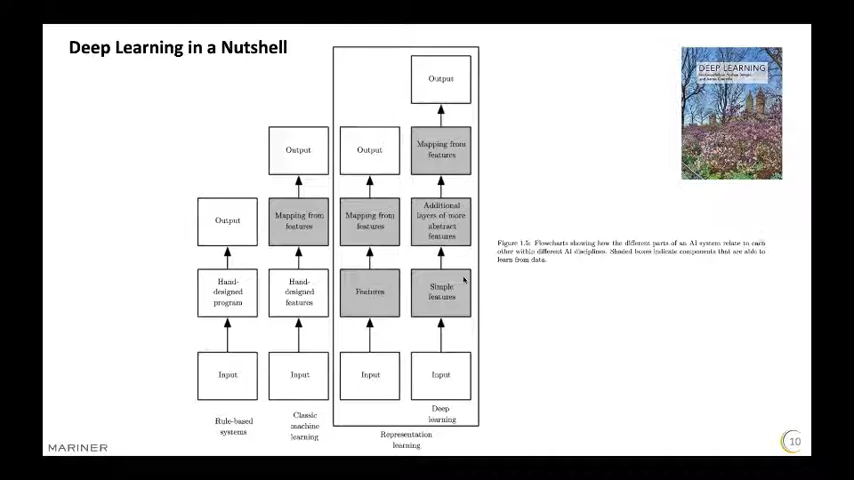 Deep Learning in a Nutshell
Output
Mapping from
features
Additional
layers of more
abstract
features
Simple
features
Input
Deep
learning
Output
Mapping from
features
Features
Input
Representation
learning
Output
Mapping from
features
Hand-
designed
features
Input
Classic
machine
learning
Output
Hand-
designed
program
Input
Rule-based
systems
DEEP LEARNING
Figure 1.5: Flowcharts showing how the different parts of an AI system relate to each
other within different AI disciplines. Shaded boxes indicate components that are able to
learn from data.
MARINER
10